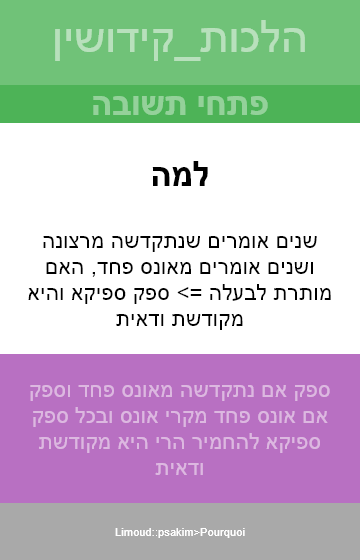 הלכות_קידושין
פתחי תשובה
למה
שנים אומרים שנתקדשה מרצונה
ושנים אומרים מאונס פחד, האם
מותרת לבעלה => ספק ספיקא והיא
מקודשת ודאית
ספק אם נתקדשה מאונס פחד וספק
אם אונס פחד מקרי אונס ובכל ספק
ספיקא להחמיר הרי היא מקודשת
ודאית
Limoud::psakim>Pourquoi